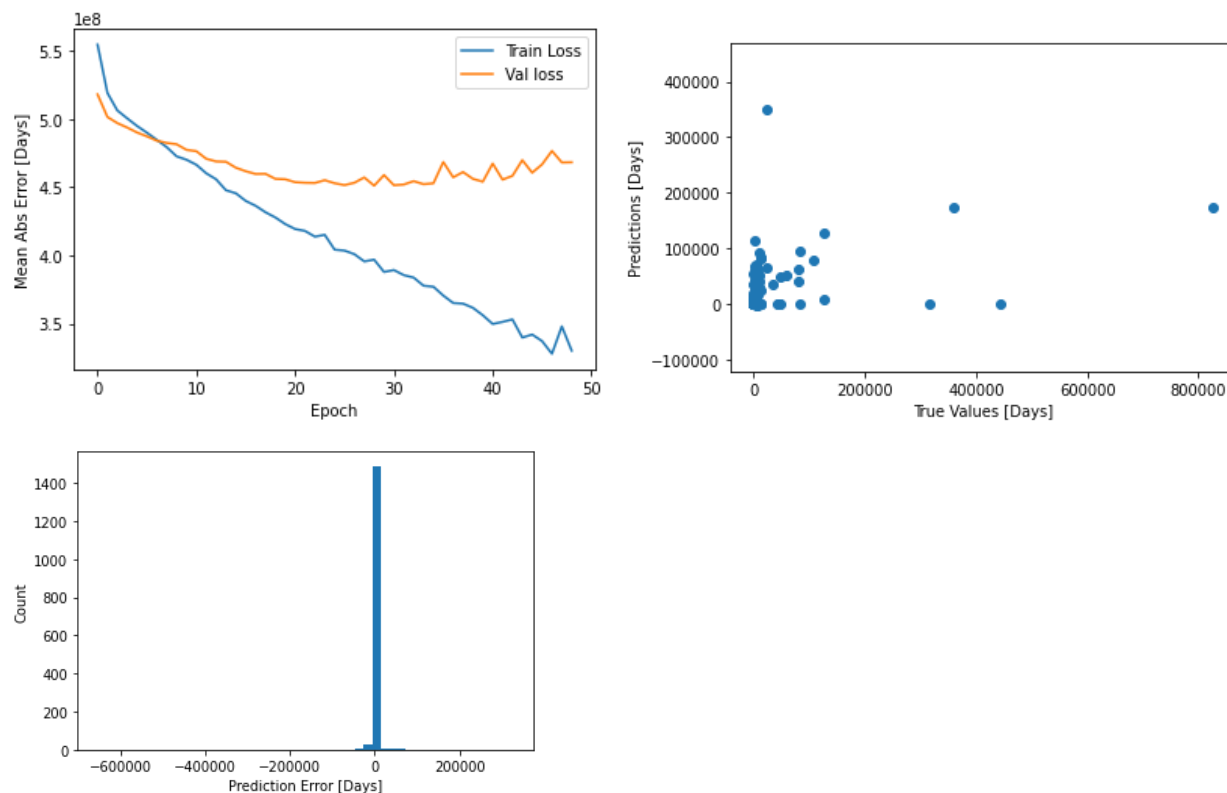 1e8
5.5
5.0
4.5
4.0
3.5
Mean Abs Error [Days]
Train Loss
Val loss
0 10 20 30 40 50
Epoch
400000
300000
200000
100000
0
−100000
Predictions [Days]
0 200000 400000 600000 800000
True Values [Days]
1400
1200
1000
800
600
400
200
0
Count
−600000 −400000 −200000 0 200000
Prediction Error [Days]